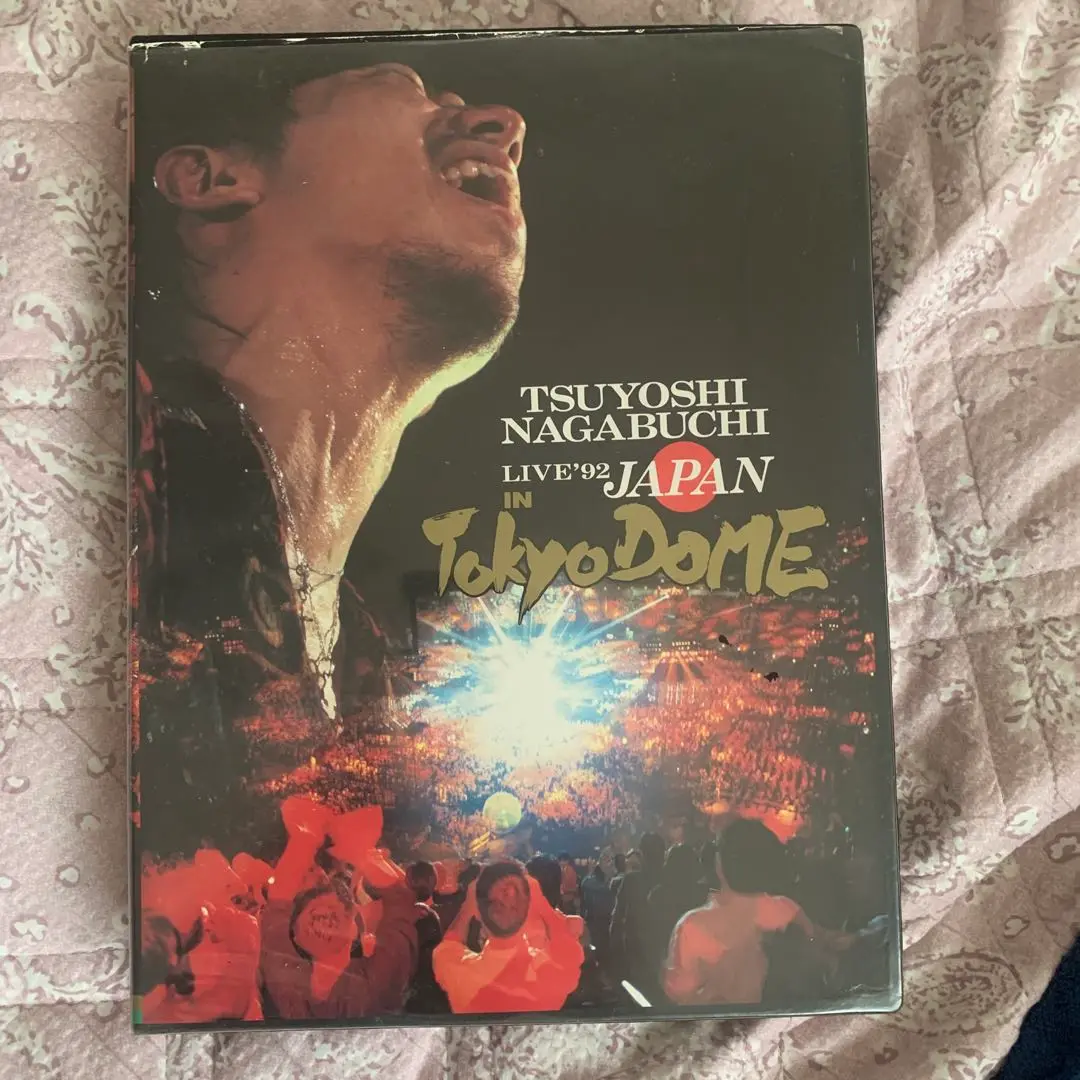 TSUYOSHI
NAGABUCHI
LIVE'92 JAPAN
IN
Tokyo DOME